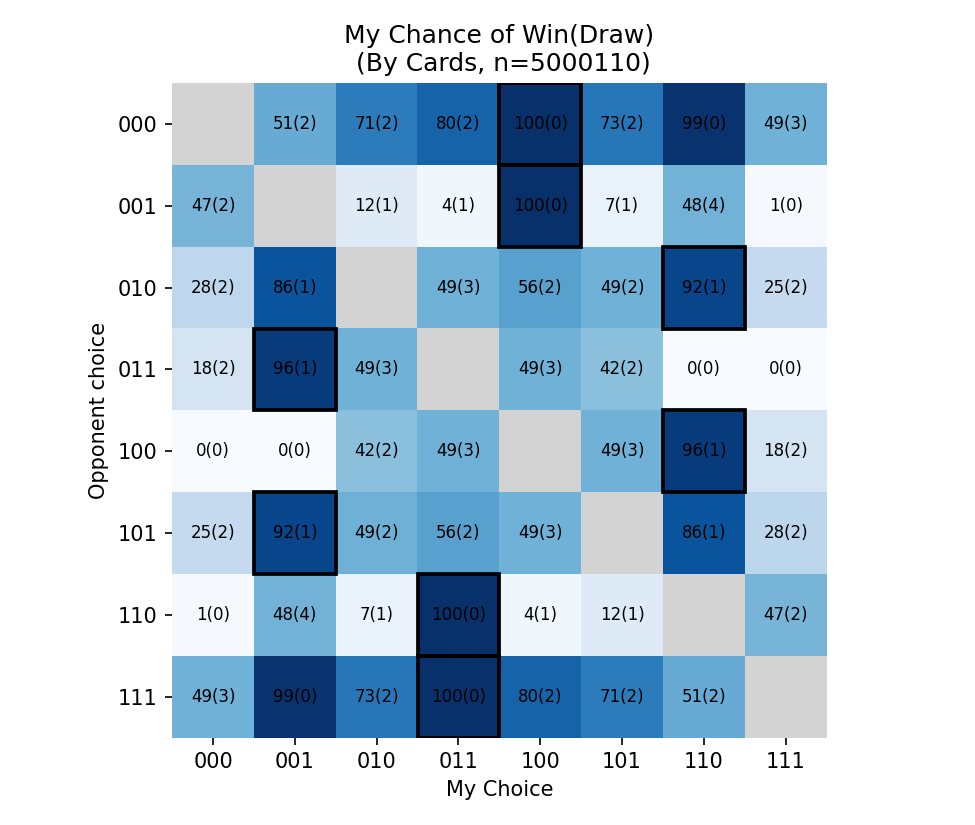 My Chance of Win(Draw)
(By Cards, n=5000110)
000 51(2) 71(2) 80(2) 100(0) 73(2) 99(0) 49(3)
001 47(2) 12(1) 4(1) 100(0) 7(1) 48(4) 1(0)
010 28(2) 86(1) 49(3) 56(2) 49(2) 92(1) 25(2)
011 18(2) 96(1) 49(3) 49(3) 42(2) 0(0) 0(0)
100 0(0) 0(0) 42(2) 49(3) 49(3) 96(1) 18(2)
101 25(2) 92(1) 49(2) 56(2) 49(3) 86(1) 28(2)
110 1(0) 48(4) 7(1) 100(0) 4(1) 12(1) 47(2)
111 49(3) 99(0) 73(2) 100(0) 80(2) 71(2) 51(2)
000 001 010 011 100 101 110 111
My Choice
Opponent choice